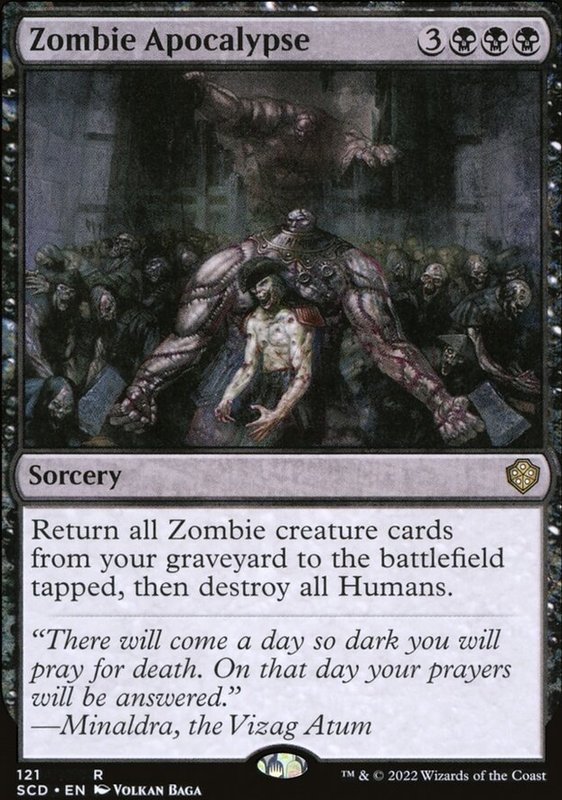 Zombie Apocalypse 3
Sorcery
Return all Zombie creature cards
from your graveyard to the battlefield
tapped, then destroy all Humans.
“There will come a day so dark you will
pray for death. On that day your prayers
will be answered.”
—Minaldra, the Vizag Atum
121 R
SCD • EN Volkan Baga ™ & © 2022 Wizards of the Coast